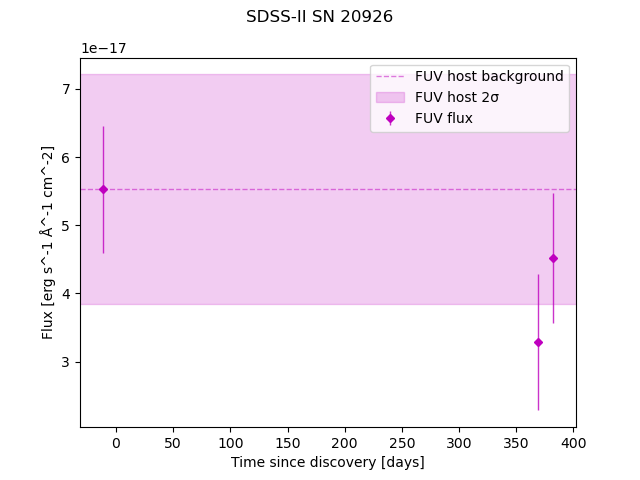 SDSS-II SN 20926
1e−17
FUV host background
FUV host 2σ
FUV flux
7
6
5
4
3
Flux [erg s^-1 Å^-1 cm^-2]
0 50 100 150 200 250 300 350 400
Time since discovery [days]